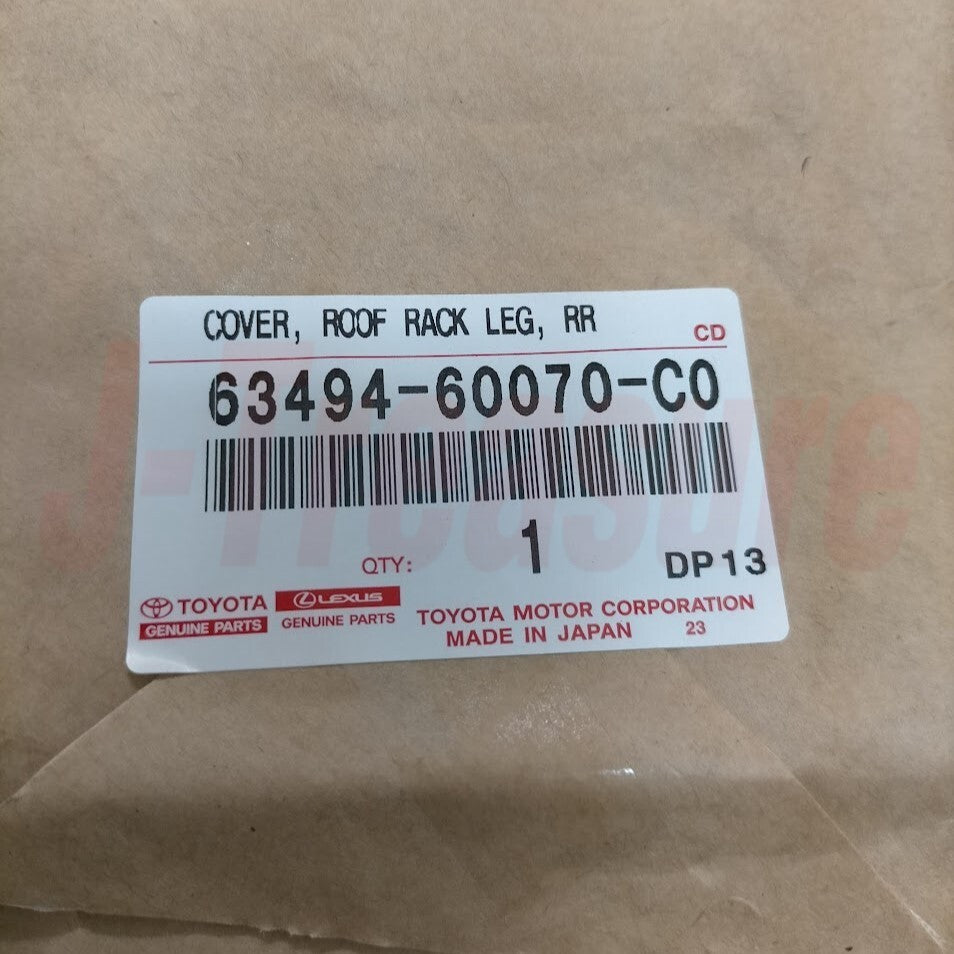 COVER, ROOF RACK LEG, RR
CD
63494-60070-C0
QTY: 1 DP13
TOYOTA
GENUINE PARTS
LEXUS
GENUINE PARTS
TOYOTA MOTOR CORPORATION
MADE IN JAPAN 23
J-Treasure